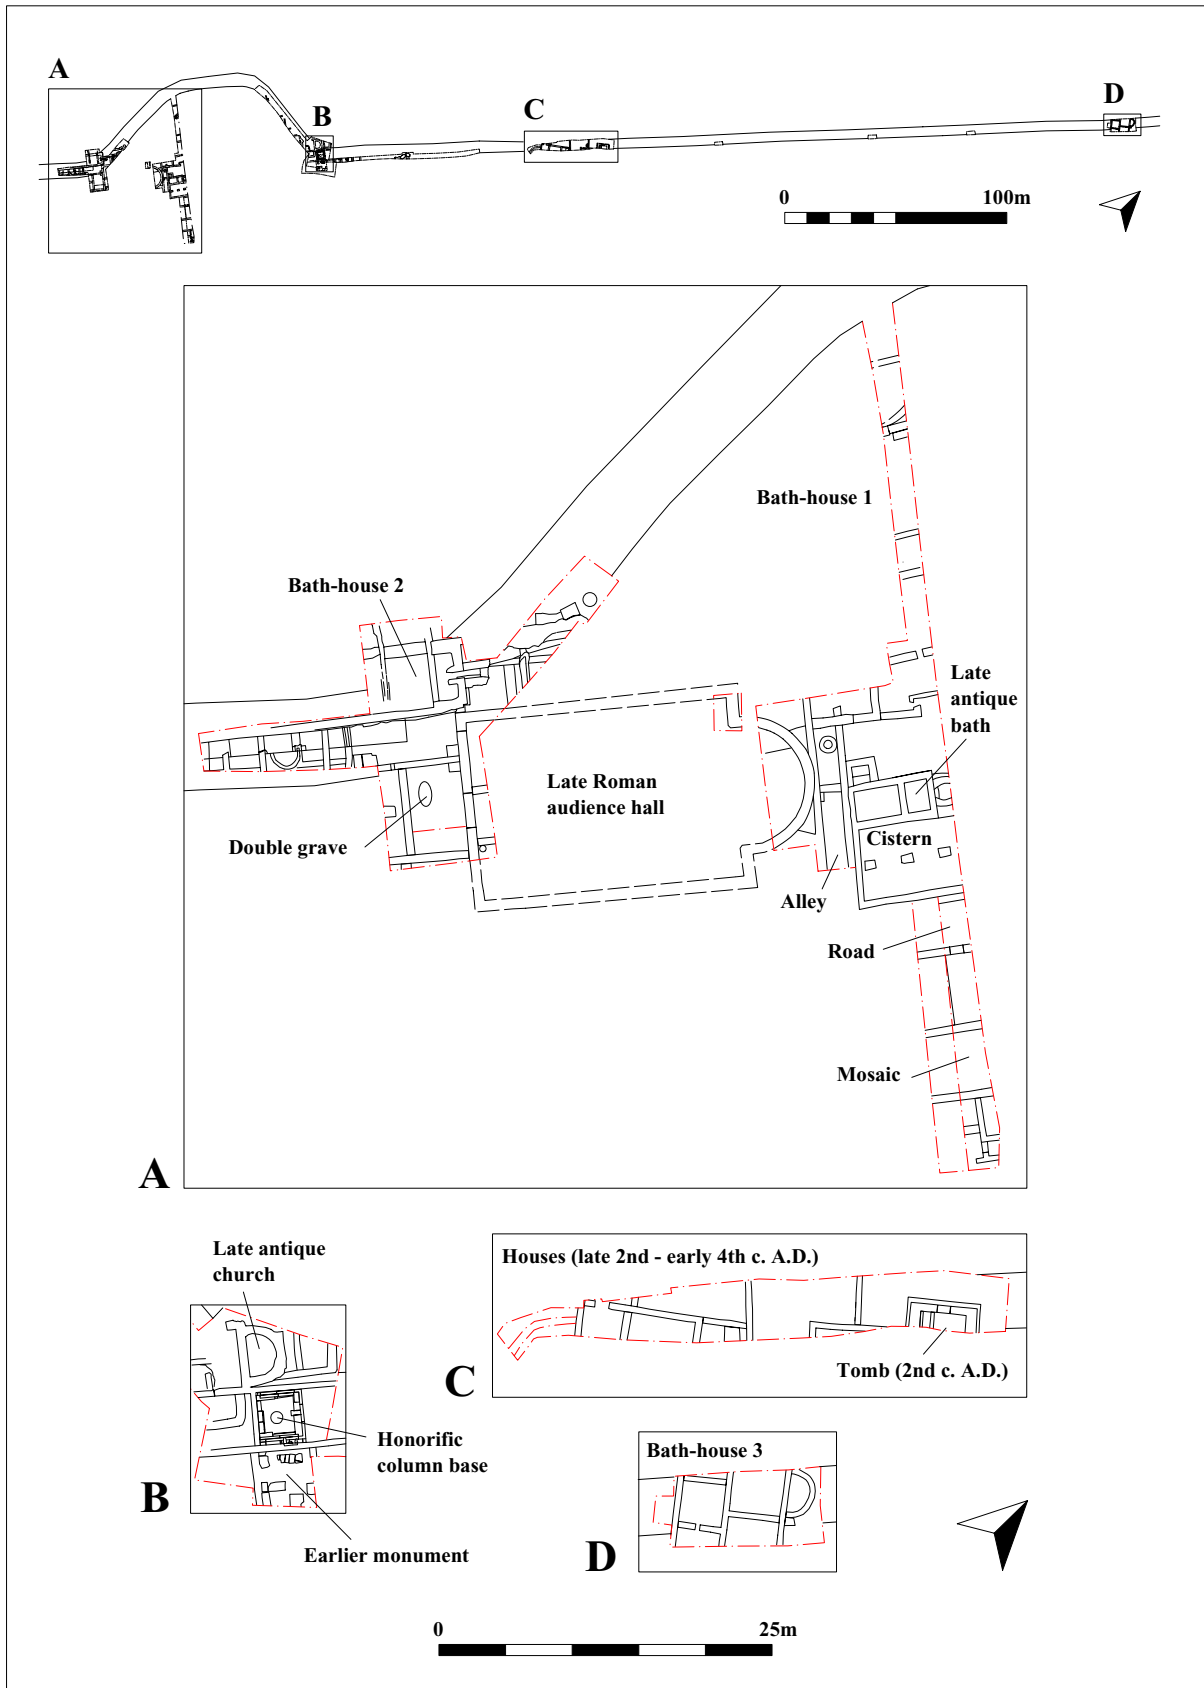 A
B
C
D
0
100m
Bath-house 1
Bath-house 2
Late
antique
bath
Late Roman
audience hall
Double grave
Cistern
Alley
Road
Mosaic
A
Late antique
church
Honorific
column base
B
Earlier monument
Houses (late 2nd - early 4th c. A.D.)
Tomb (2nd c. A.D.)
C
Bath-house 3
D
0
25m